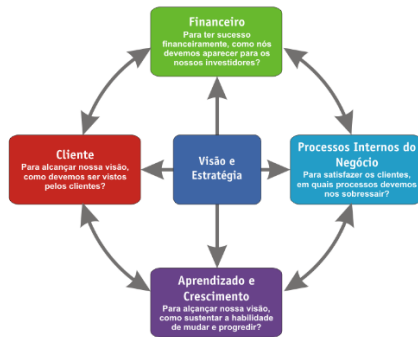 Financeiro
Para ter sucesso
financeiramente, como nós
devemos aparecer para os
nossos investidores?
Cliente
Para alcançar nossa visão,
como devemos ser vistos
pelos clientes?
Visão e
Estratégia
Processos Internos do
Negócio
Para satisfazer os clientes,
em quais processos devemos
nos sobressair?
Aprendizado e
Crescimento
Para alçançar nossa visão,
como sustentar a habilidade
de mudar e progredir?